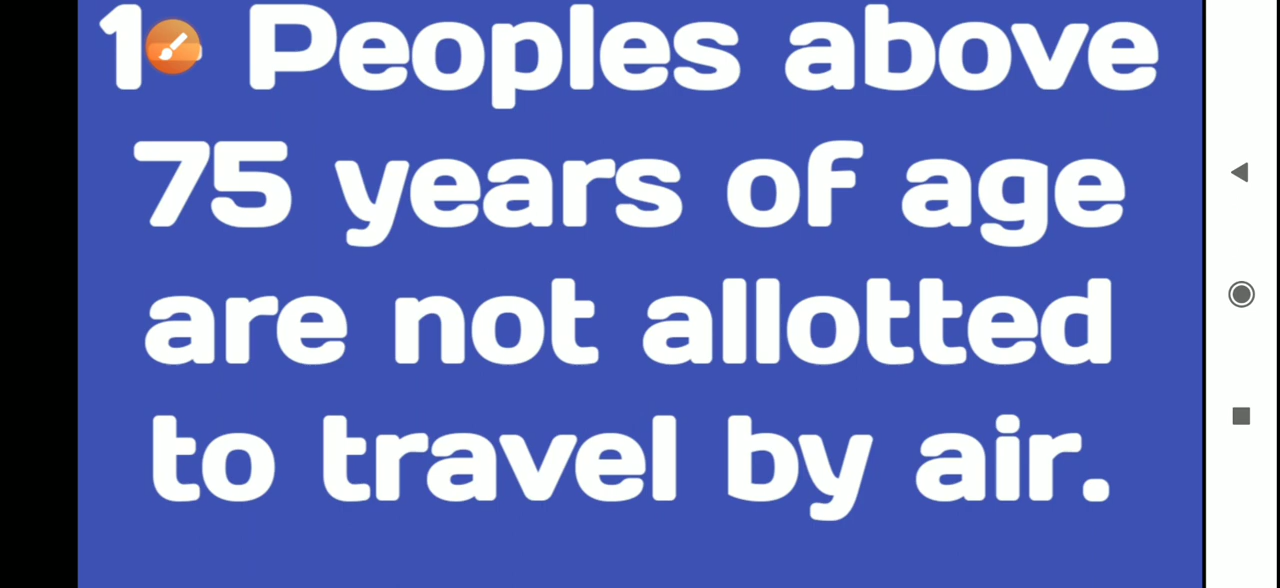 1 Peoples above
75 years of age
are not allotted
to travel by air.